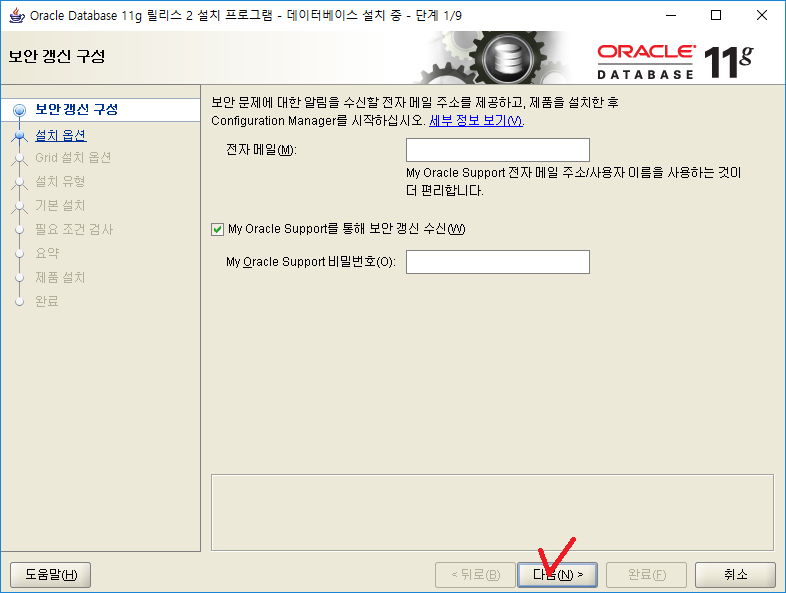 Oracle Database 11g 릴리스 2 설치 프로그램 - 데이터베이스 설치 중 - 단계 1/9
보안 갱신 구성
ORACLE
DATABASE
11g
보안 갱신 구성
설치 옵션
Grid 설치 옵션
설치 유형
기본 설치
필요 조건 검사
요약
제품 설치
완료
보안 문제에 대한 알림을 수신할 전자 메일 주소를 제공하고, 제품을 설치한 후
Configuration Manager를 시작하십시오. 세부 정보 보기(V).
전자 메일(M):
My Oracle Support 전자 메일 주소/사용자 이름을 사용하는 것이
더 편리합니다.
My Oracle Support를 통해 보안 갱신 수신(W)
My Oracle Support 비밀번호(O):
도움말(H)
< 뒤로(B)
다음(N) >
완료(F)
취소